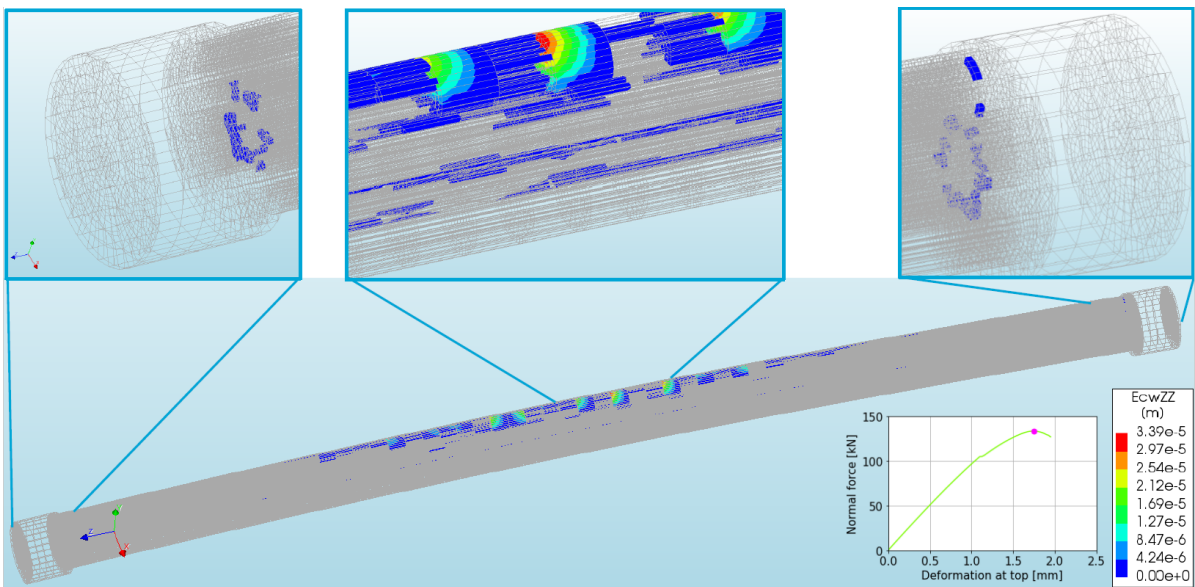 EcwZZ
(m)
3.39e-5
2.97e-5
2.54e-5
2.12e-5
1.69e-5
1.27e-5
8.47e-6
4.24e-6
0.00e+0
Normal force [kN]
150
100
50
0
0.0 0.5 1.0 1.5 2.0 2.5
Deformation at top [mm]
Z
Y
X